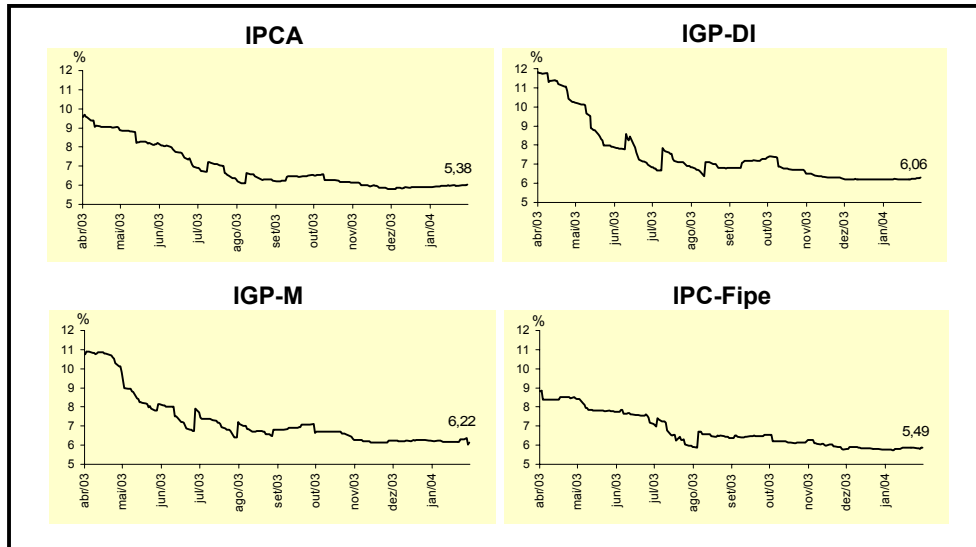 IPCA
%
12
11
10
9
8
7
6
5
5,38
abr/03
mai/03
jun/03
jul/03
ago/03
set/03
out/03
nov/03
dez/03
jan/04
IGP-DI
%
12
11
10
9
8
7
6
5
6,06
abr/03
mai/03
jun/03
jul/03
ago/03
set/03
out/03
nov/03
dez/03
jan/04
IGP-M
%
12
11
10
9
8
7
6
5
6,22
abr/03
mai/03
jun/03
jul/03
ago/03
set/03
out/03
nov/03
dez/03
jan/04
IPC-Fipe
%
12
11
10
9
8
7
6
5
5,49
abr/03
mai/03
jun/03
jul/03
ago/03
set/03
out/03
nov/03
dez/03
jan/04